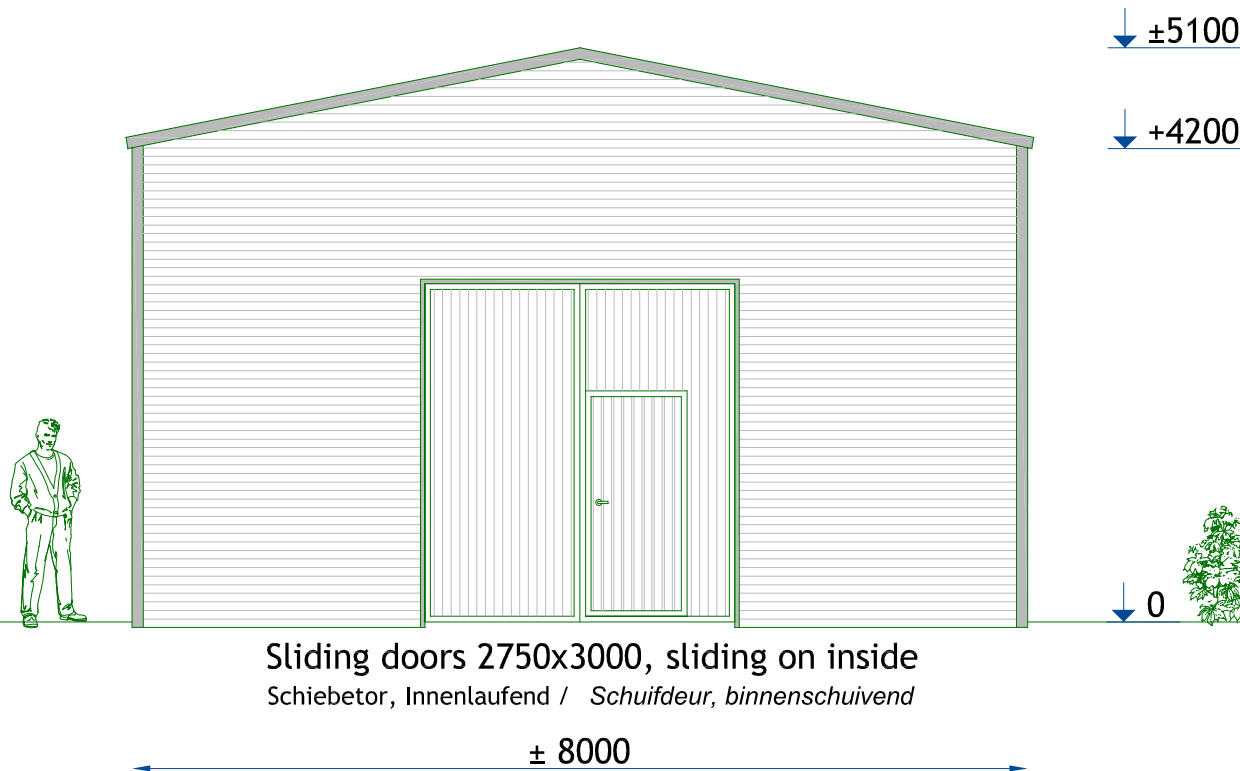 ±5100
+4200
0
Sliding doors 2750x3000, sliding on inside
Schiebetor, Innenlaufend / Schuifdeur, binnenschuivend
± 8000